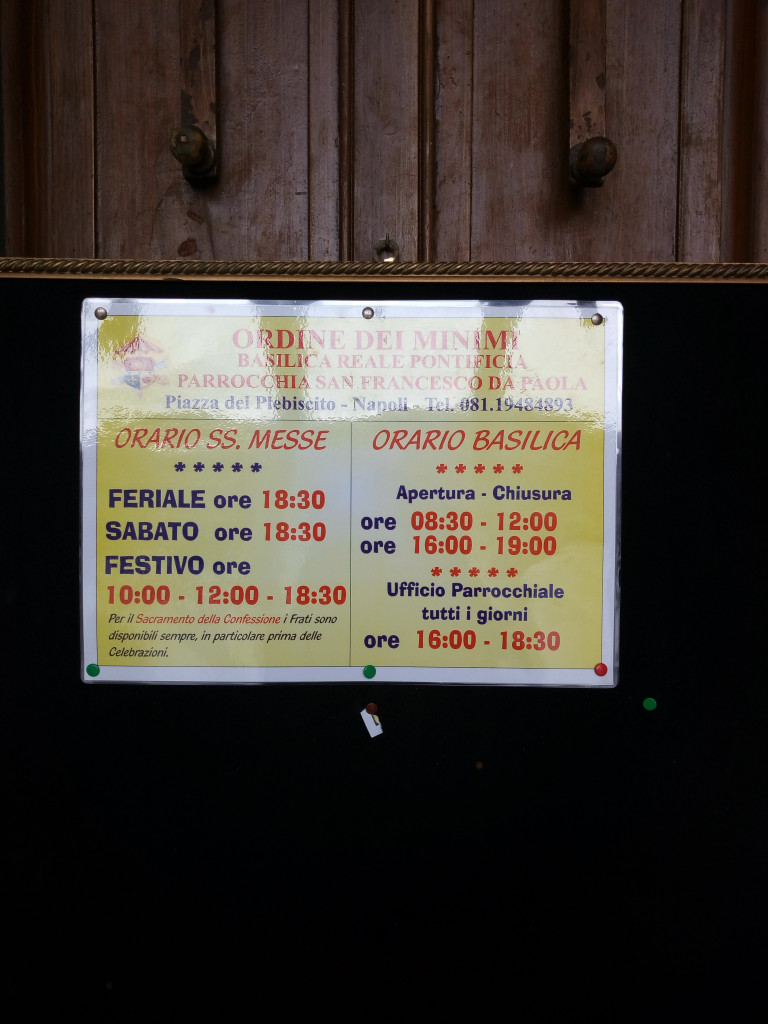 ORDINE DEI MINIMI
BASILICA REALE PONTIFICIA
PARROCCHIA SAN FRANCESCO DA PAOLA
Piazza del Plebiscito - Napoli - Tel. 081.19484893
ORARIO SS. MESSE
* * * * *
FERIALE ore 18:30
SABATO ore 18:30
FESTIVO ore
10:00 - 12:00 - 18:30
Per il Sacramento della Confessione i Frati sono
disponibili sempre, in particolare prima delle
Celebrazioni.
ORARIO BASILICA
* * * * *
Apertura - Chiusura
ore 08:30 - 12:00
ore 16:00 - 19:00
* * * * *
Ufficio Parrocchiale
tutti i giorni
ore 16:00 - 18:30